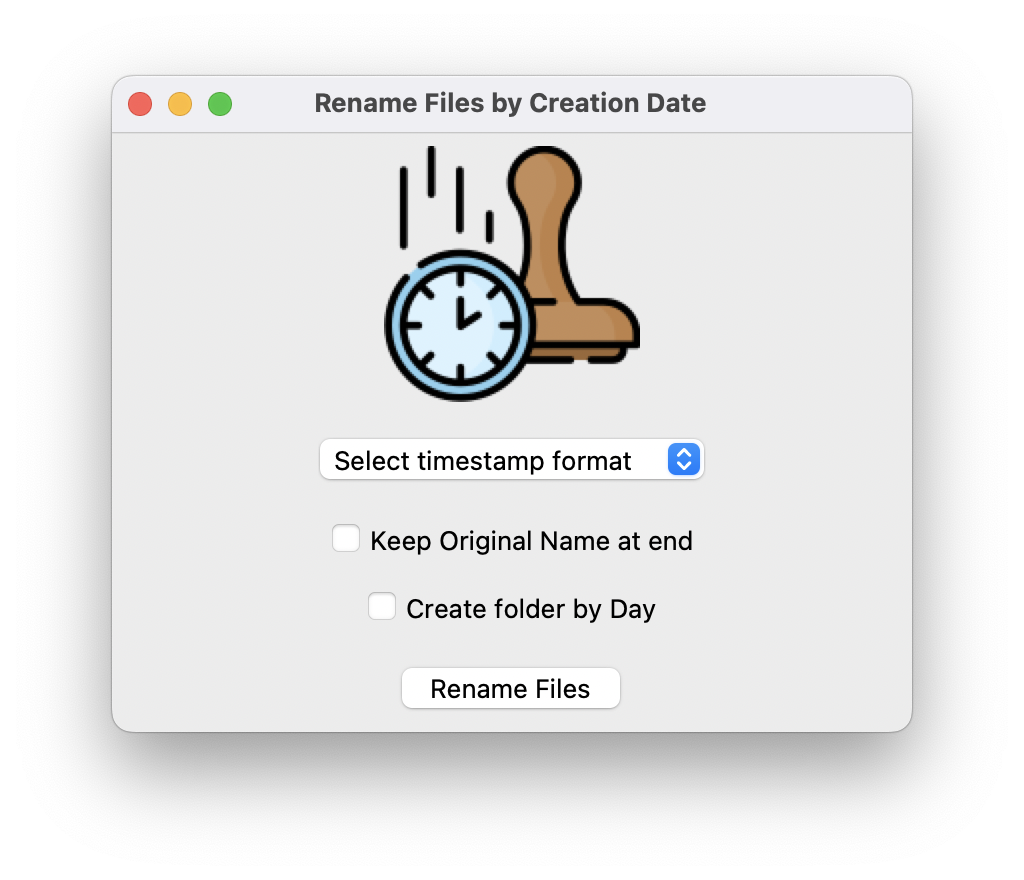 Rename Files by Creation Date
Select timestamp format
Keep Original Name at end
Create folder by Day
Rename Files